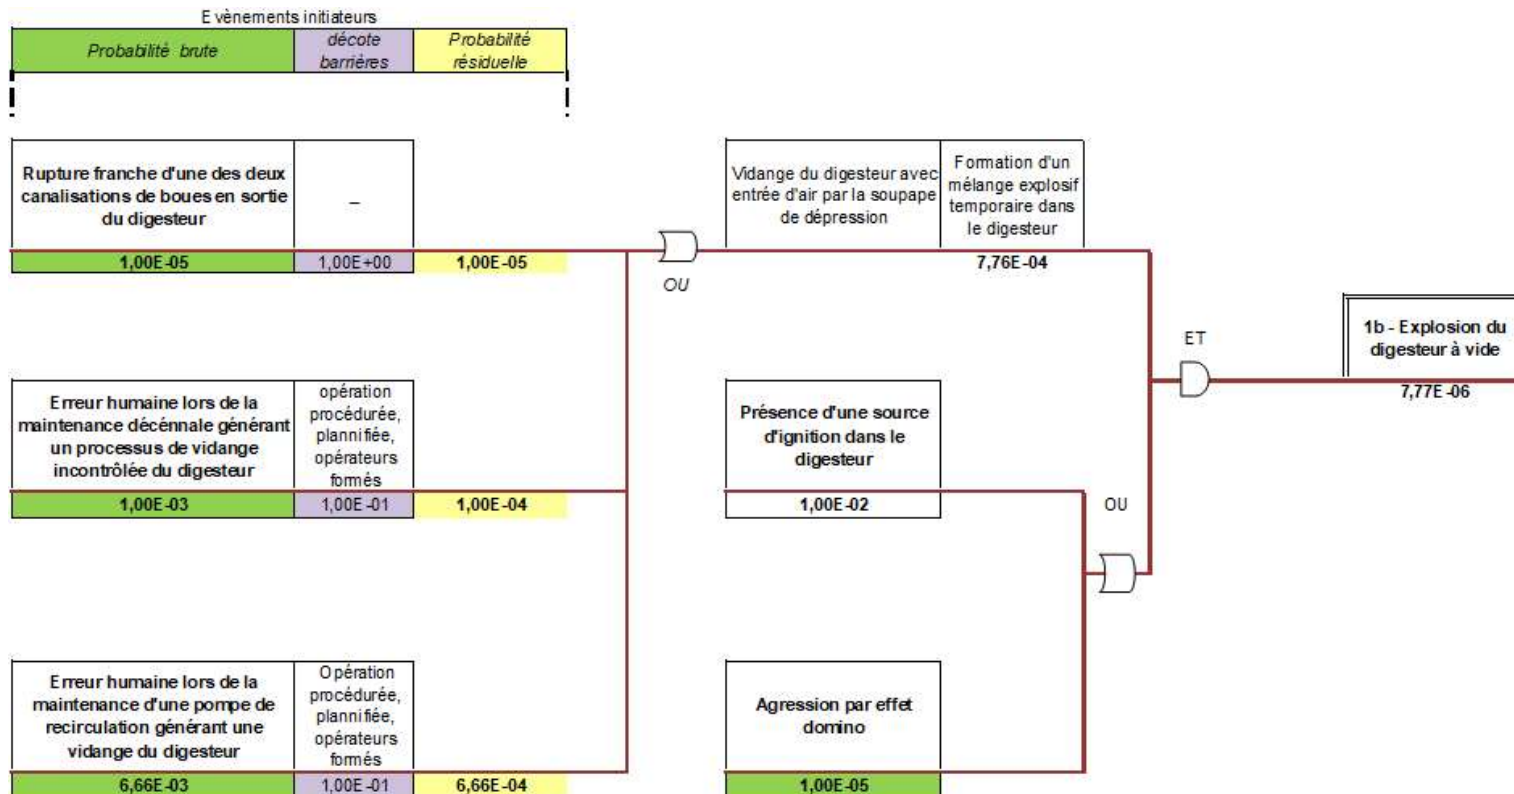 Evènements initiateurs
Probabilité brute
décote
barrières
Probabilité
résiduelle
Rupture franche d'une des deux
canalisations de boues en sortie
du digesteur
–
1,00E-05
1,00E+00
1,00E-05
OU
Vidange du digesteur avec
entrée d'air par la soupape
de dépression
Formation d'un
mélange explosif
temporaire dans
le digesteur
7,76E-04
ET
1b - Explosion du
digesteur à vide
7,77E-06
Erreur humaine lors de la
maintenance décénnale générant
un processus de vidange
incontrôlée du digesteur
opération
procédurée,
plannifiée,
opérateurs
formés
1,00E-03
1,00E-01
1,00E-04
Présence d'une source
d'ignition dans le
digesteur
1,00E-02
OU
Erreur humaine lors de la
maintenance d'une pompe de
recirculation générant une
vidange du digesteur
Opération
procédurée,
plannifiée,
opérateurs
formés
6,66E-03
1,00E-01
6,66E-04
Agression par effet
domino
1,00E-05